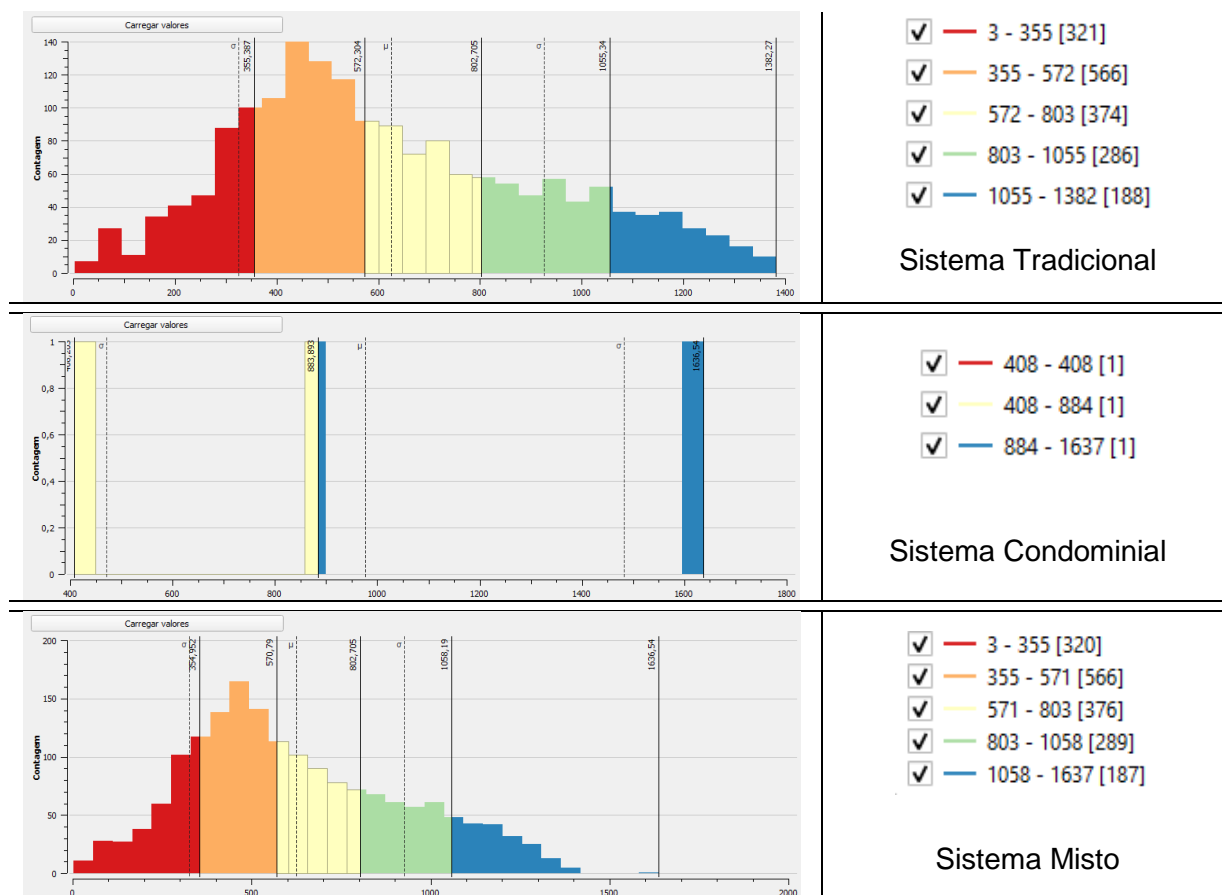 Carregar valores
140
120
100
80
60
40
20
0
Contagem
σ
355,387
572,304
μ
802,705
σ
1055,34
1382,27
0 200 400 600 800 1000 1200 1400
3 - 355 [321]
355 - 572 [566]
572 - 803 [374]
803 - 1055 [286]
1055 - 1382 [188]
Sistema Tradicional
Carregar valores
1
0,8
0,6
0,4
0,2
0
Contagem
σ
883,893
μ
σ
1636,54
400 600 800 1000 1200 1400 1600 1800
408 - 408 [1]
408 - 884 [1]
884 - 1637 [1]
Sistema Condominial
Carregar valores
200
150
100
50
0
Contagem
σ
354,952
570,79
μ
802,705
σ
1058,19
1636,54
0 500 1000 1500 2000
3 - 355 [320]
355 - 571 [566]
571 - 803 [376]
803 - 1058 [289]
1058 - 1637 [187]
Sistema Misto